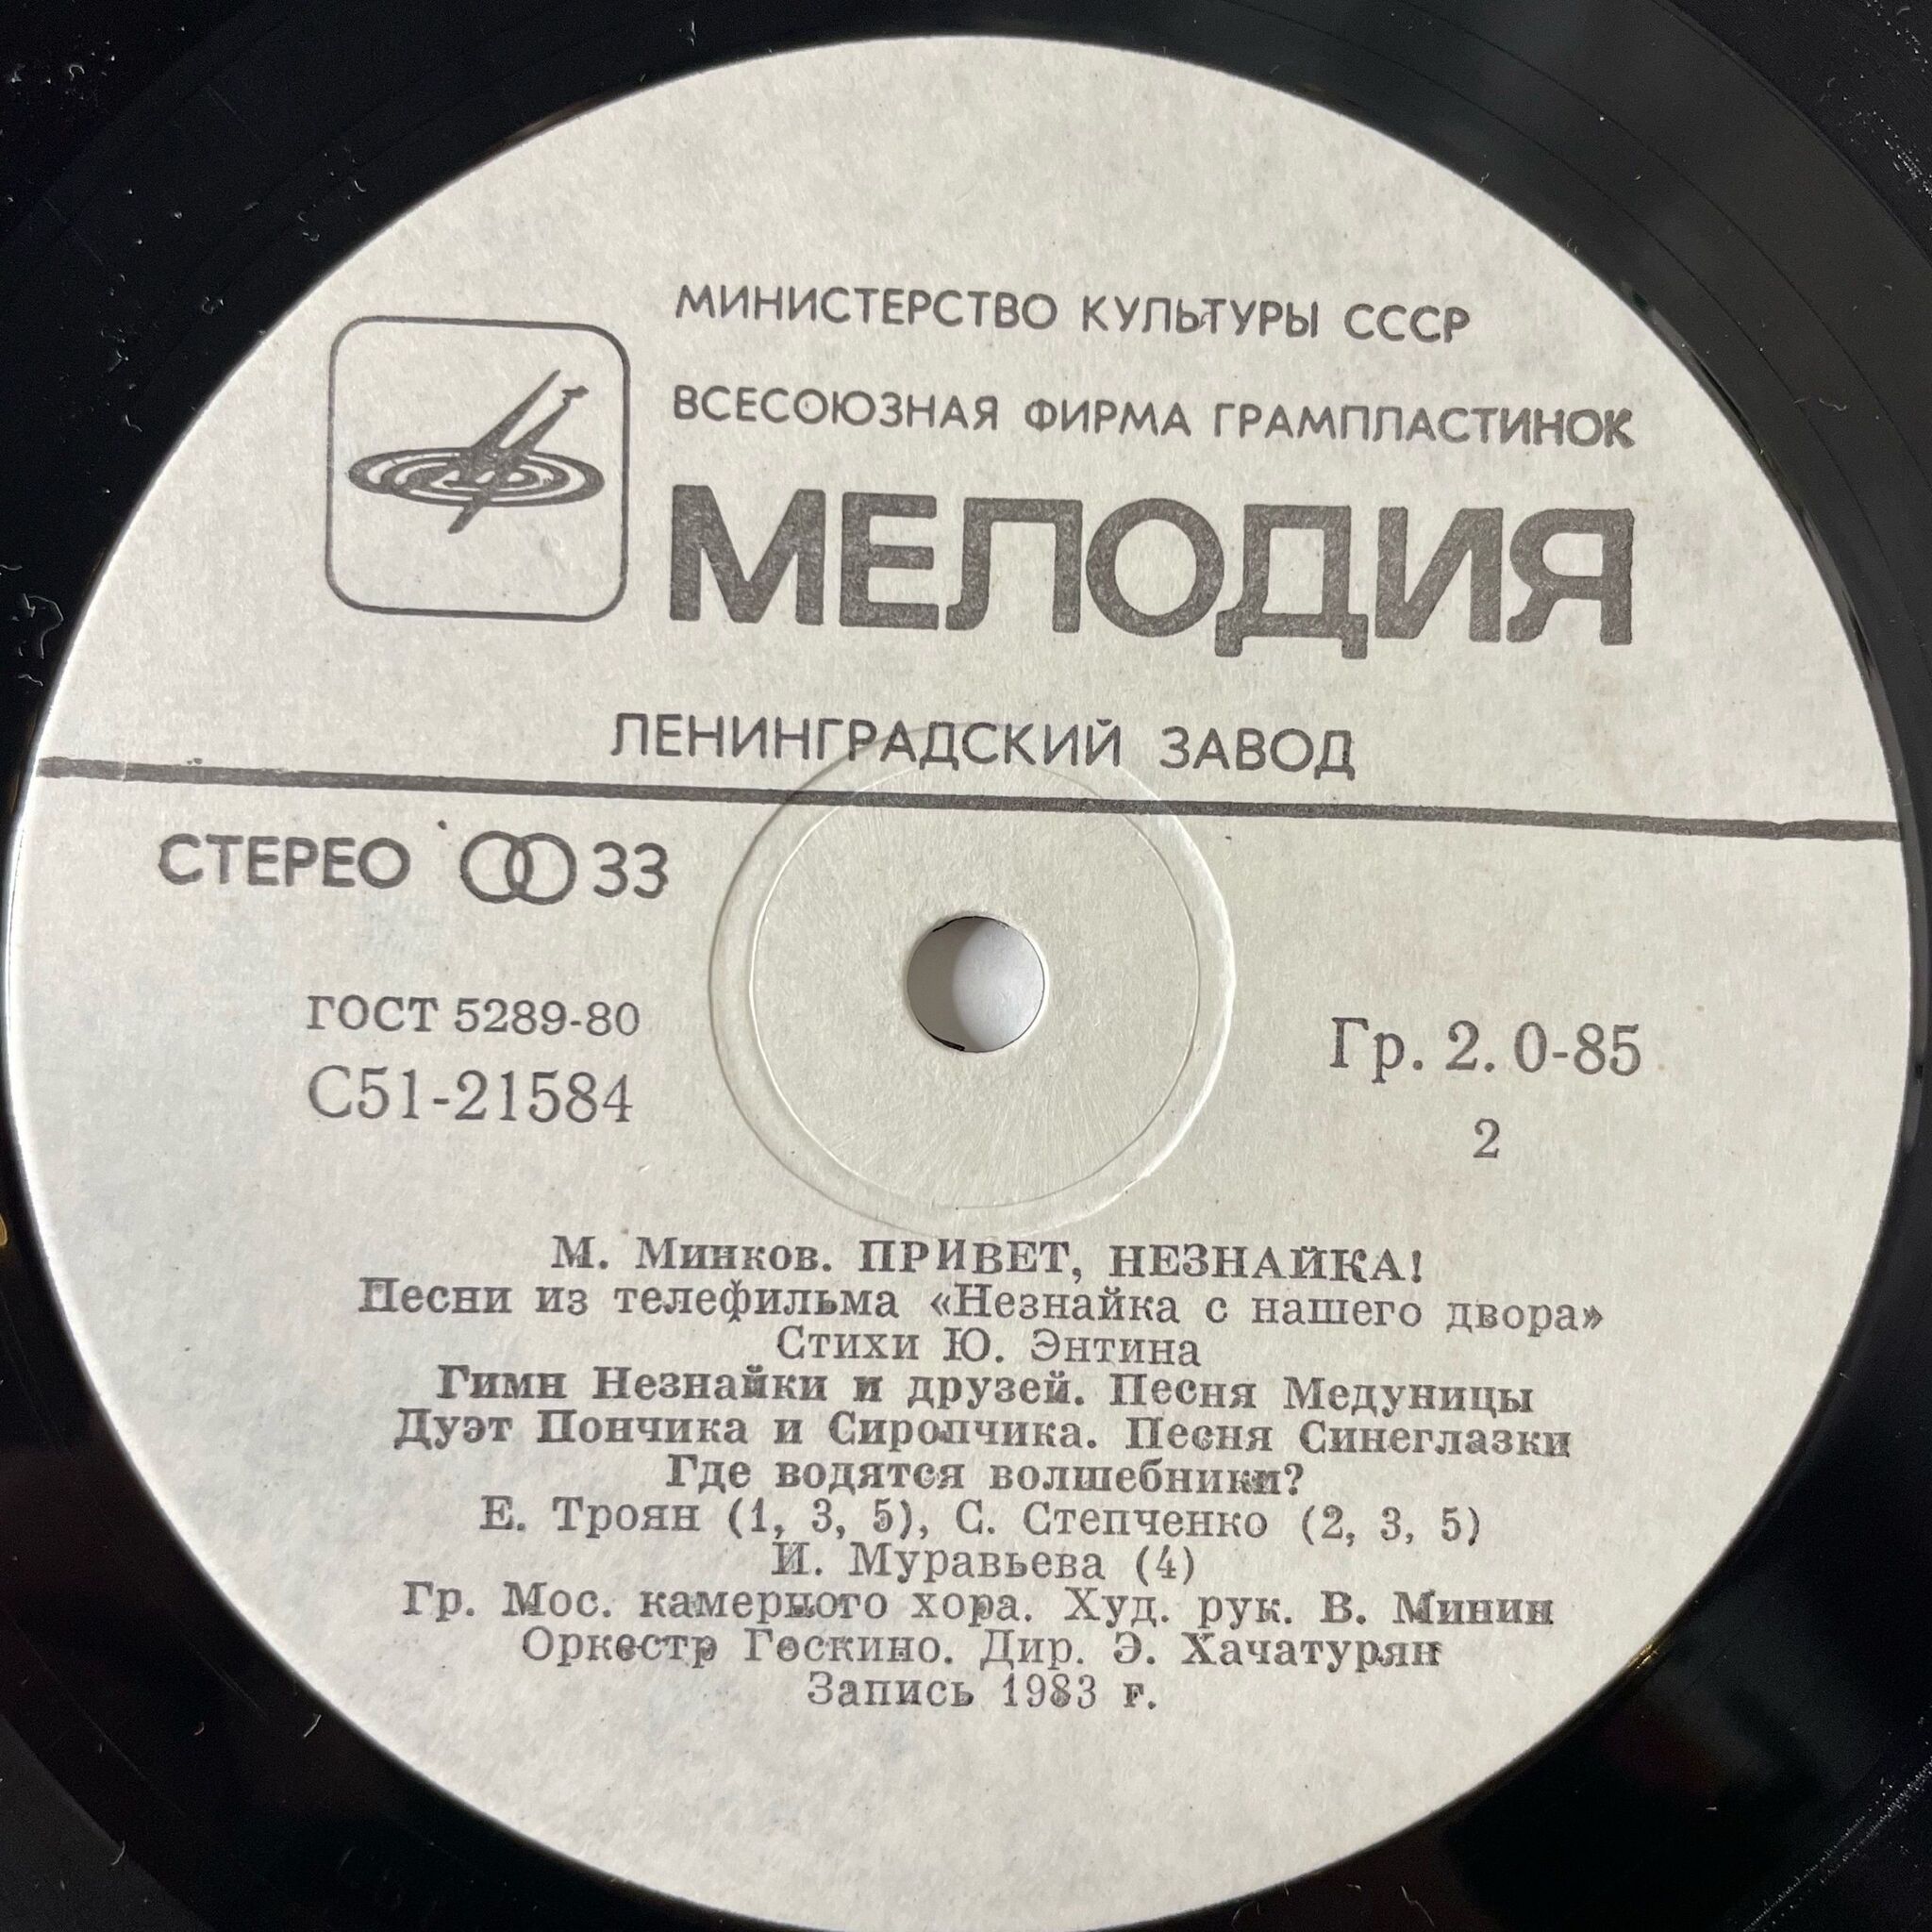 МИНИСТЕРСТВО КУЛЬТУРЫ СССР
ВСЕСОЮЗНАЯ ФИРМА ГРАМПЛАСТИНОК
МЕЛОДИЯ
ЛЕНИНГРАДСКИЙ ЗАВОД
СТЕРЕО 33
ГОСТ 5289-80
С51-21584
Гр. 2. 0-85
2
М. Минков. ПРИВЕТ, НЕЗНАЙКА!
Песни из телефильма «Незнайка с нашего двора»
Стихи Ю. Энтина
Гимн Незнайки и друзей. Песня Медуницы
Дуэт Пончика и Сиропчика. Песня Синеглазки
Где водятся волшебники?
Е. Троян (1, 3, 5), С. Степченко (2, 3, 5)
И. Муравьева (4)
Гр. Мос. камерного хора. Худ. рук. В. Минин
Оркестр Госкино. Дир. Э. Хачатурян
Запись 1983 г.